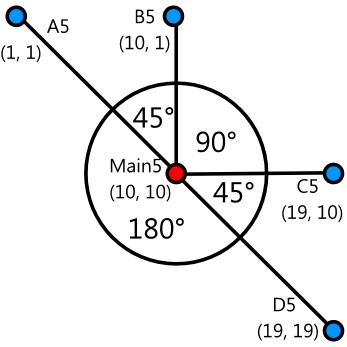 A5
(1, 1)
B5
(10, 1)
45°
90°
Main5
(10, 10)
45°
C5
(19, 10)
180°
D5
(19, 19)